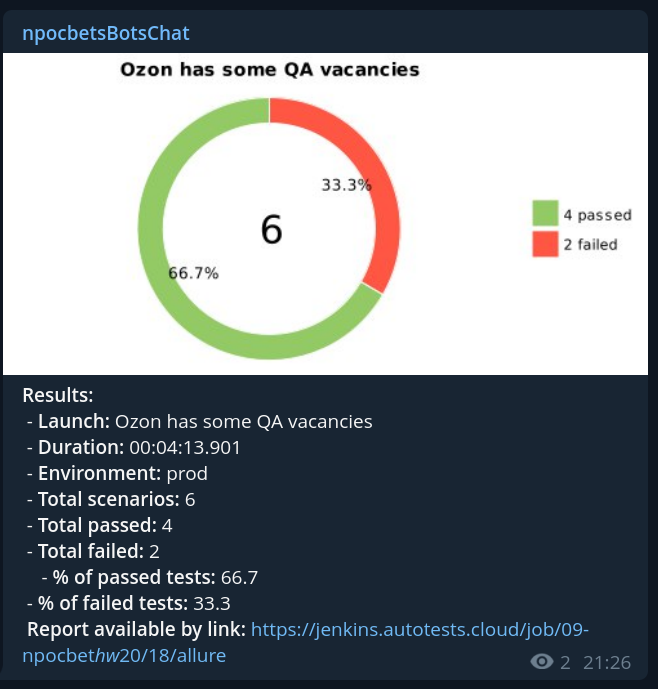 npocbetsBotsChat
Ozon has some QA vacancies
33.3%
6
66.7%
4 passed
2 failed
Results:
- Launch: Ozon has some QA vacancies
- Duration: 00:04:13.901
- Environment: prod
- Total scenarios: 6
- Total passed: 4
- Total failed: 2
- % of passed tests: 66.7
- % of failed tests: 33.3
Report available by link: https://jenkins.autotests.cloud/job/09-
npocbethw20/18/allure
2 21:26